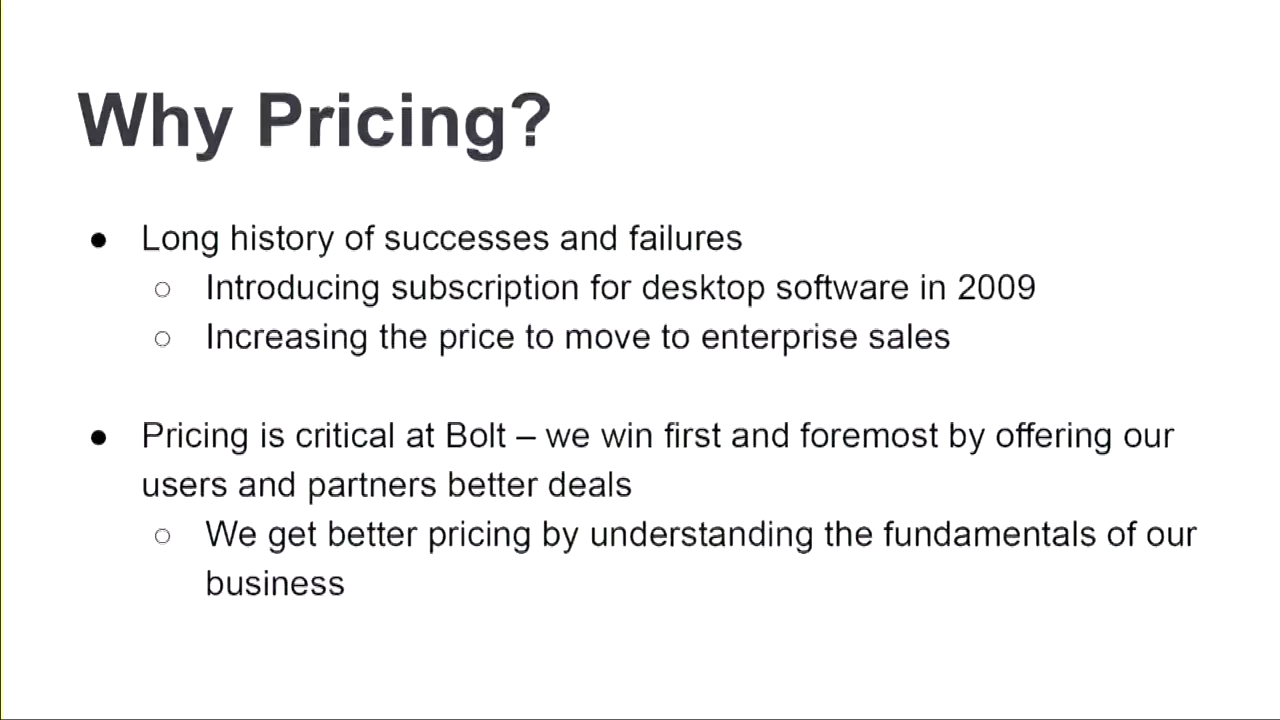 Why Pricing?
● Long history of successes and failures
○ Introducing subscription for desktop software in 2009
○ Increasing the price to move to enterprise sales
● Pricing is critical at Bolt – we win first and foremost by offering our
users and partners better deals
○ We get better pricing by understanding the fundamentals of our
business